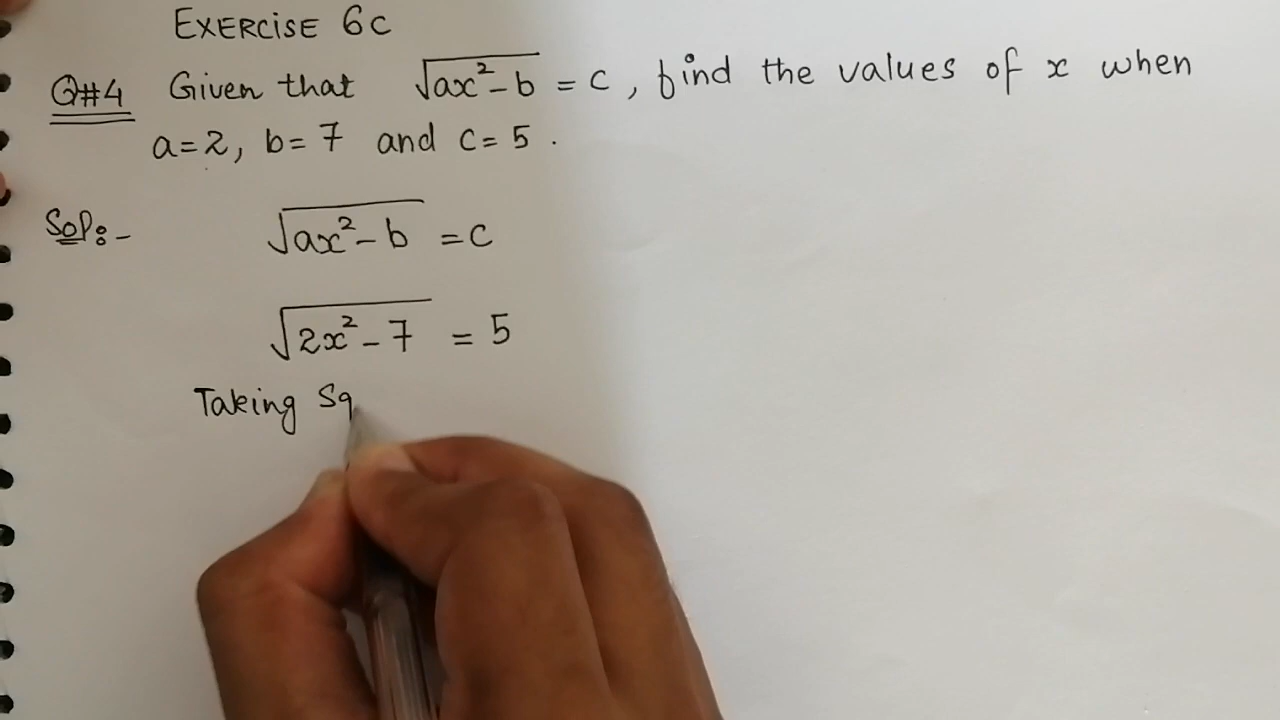 EXERCISE 6C
Q#4 Given that √(ax²-b) = c, find the values of x when
a=2, b=7 and c=5.
Sol:-
√(ax²-b) = c
√(2x²-7) = 5
Taking Sq